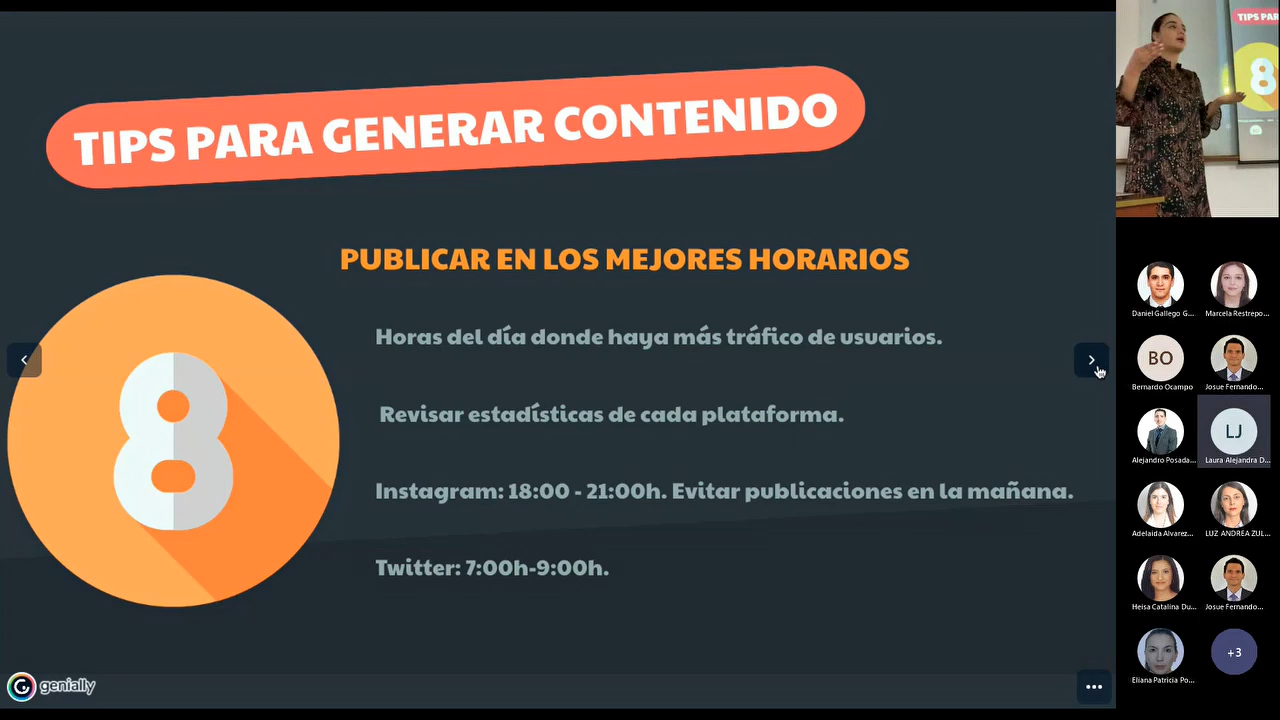 TIPS PARA GENERAR CONTENIDO
PUBLICAR EN LOS MEJORES HORARIOS
8
Horas del día donde haya más tráfico de usuarios.
Revisar estadísticas de cada plataforma.
Instagram: 18:00 - 21:00h. Evitar publicaciones en la mañana.
Twitter: 7:00h-9:00h.
genially
TIPS PAR
8
Daniel Gallego G...
Marcela Restrepo...
BO
Bernardo Ocampo
Josue Fernando...
Alejandro Posada...
LJ
Laura Alejandra D...
Adelaida Alvarez...
LUZ ANDREA ZUL...
Heisa Catalina Du...
Josue Fernando...
Eliana Patricia Po...
+3